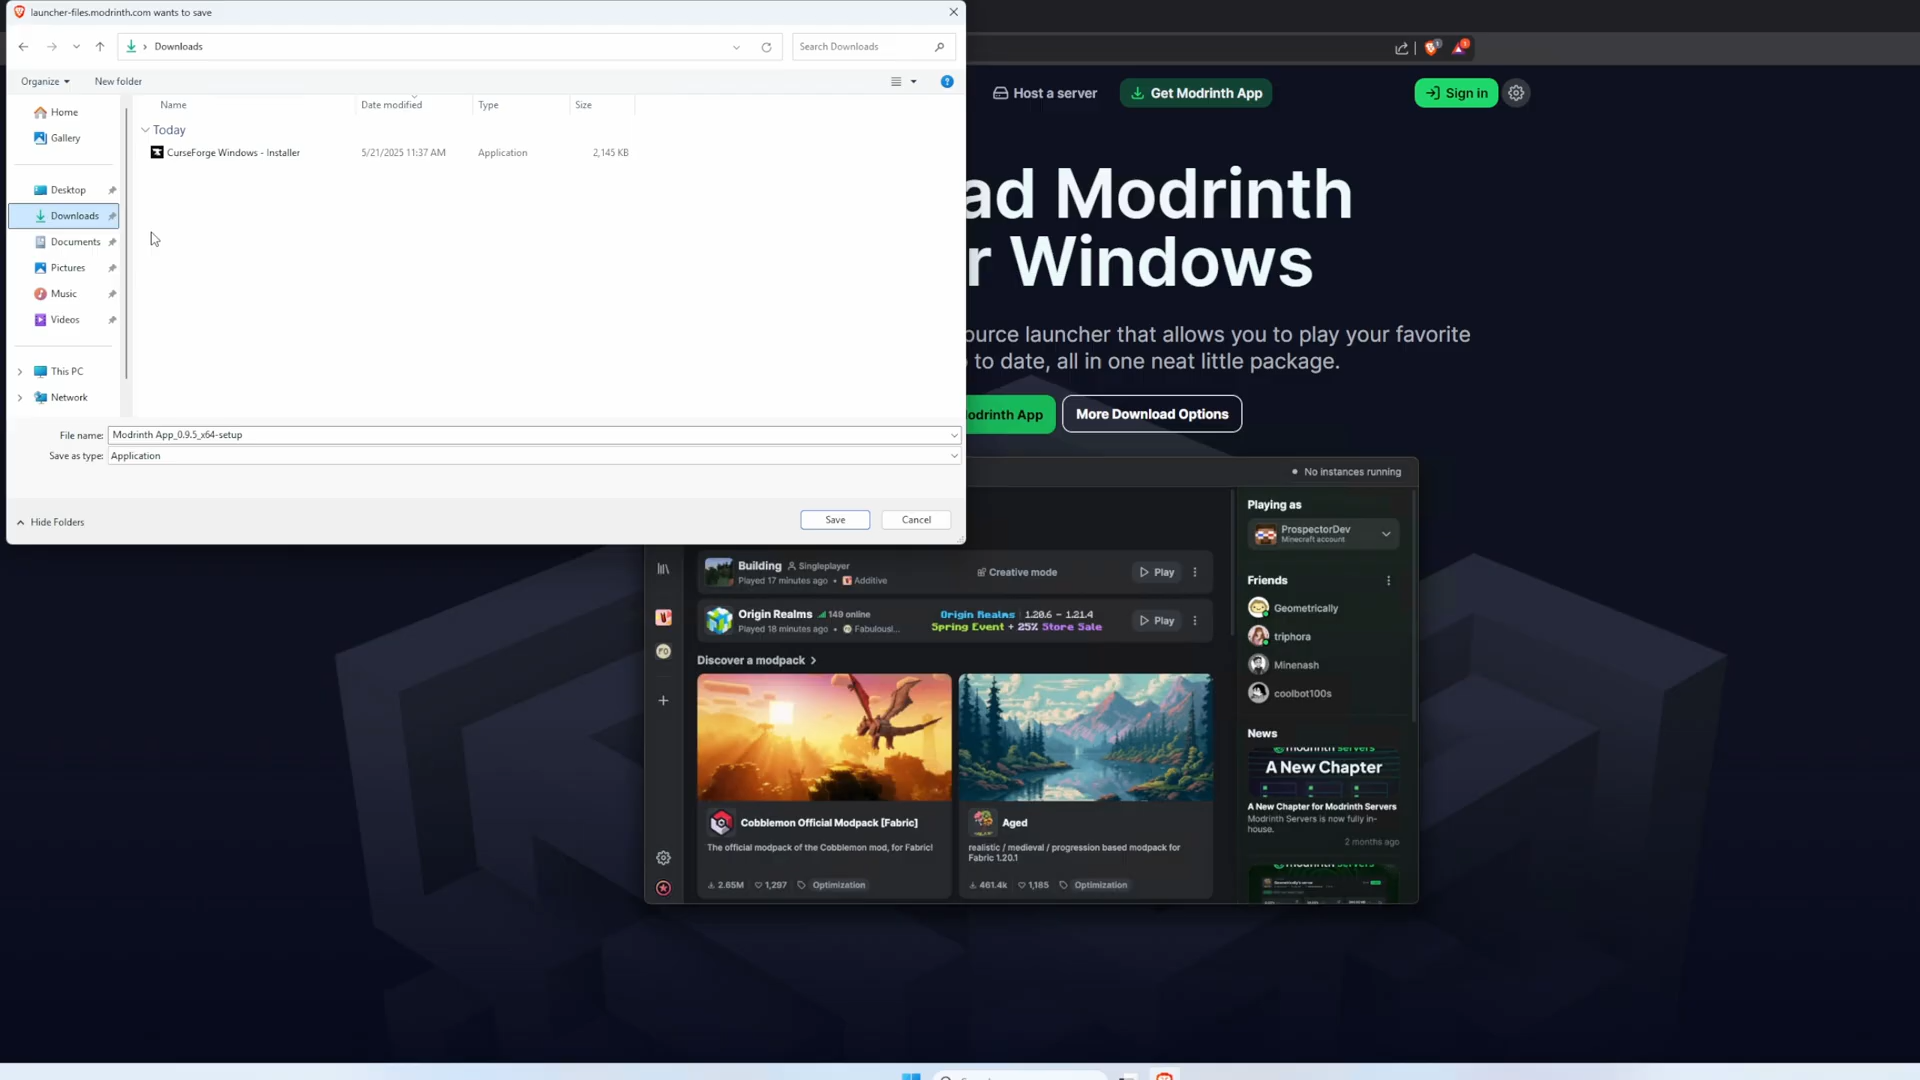 launcher-files.modrinth.com wants to save
Downloads
Search Downloads
Organize
New folder
Name
Date modified
Type
Size
Home
Gallery
Today
CurseForge Windows - Installer
5/21/2025 11:37 AM
Application
2,145 KB
Desktop
Downloads
Documents
Pictures
Music
Videos
This PC
Network
File name:
Modrinth App_0.9.5_x64-setup
Save as type:
Application
Hide Folders
Save
Cancel
Host a server
Get Modrinth App
Sign in
ad Modrinth
r Windows
ource launcher that allows you to play your favorite
to date, all in one neat little package.
odrinth App
More Download Options
No instances running
Building
Singleplayer
Played 17 minutes ago • Additive
Creative mode
Play
Origin Realms
149 online
Played 18 minutes ago • Fabulousl...
Origin Realms | 1.20.6 - 1.21.4
Spring Event + 25% Store Sale
Play
Discover a modpack
Cobblemon Official Modpack [Fabric]
The official modpack of the Cobblemon mod, for Fabric!
2.65M
1,297
Optimization
Aged
realistic / medieval / progression based modpack for
Fabric 1.20.1
461.4k
1,185
Optimization
Playing as
ProspectorDev
Minecraft account
Friends
Geometrically
triphora
Minenash
coolbot100s
News
modrinth servers
A New Chapter
A New Chapter for Modrinth Servers
Modrinth Servers is now fully in-
house.
2 months ago
modrinth servers
FO